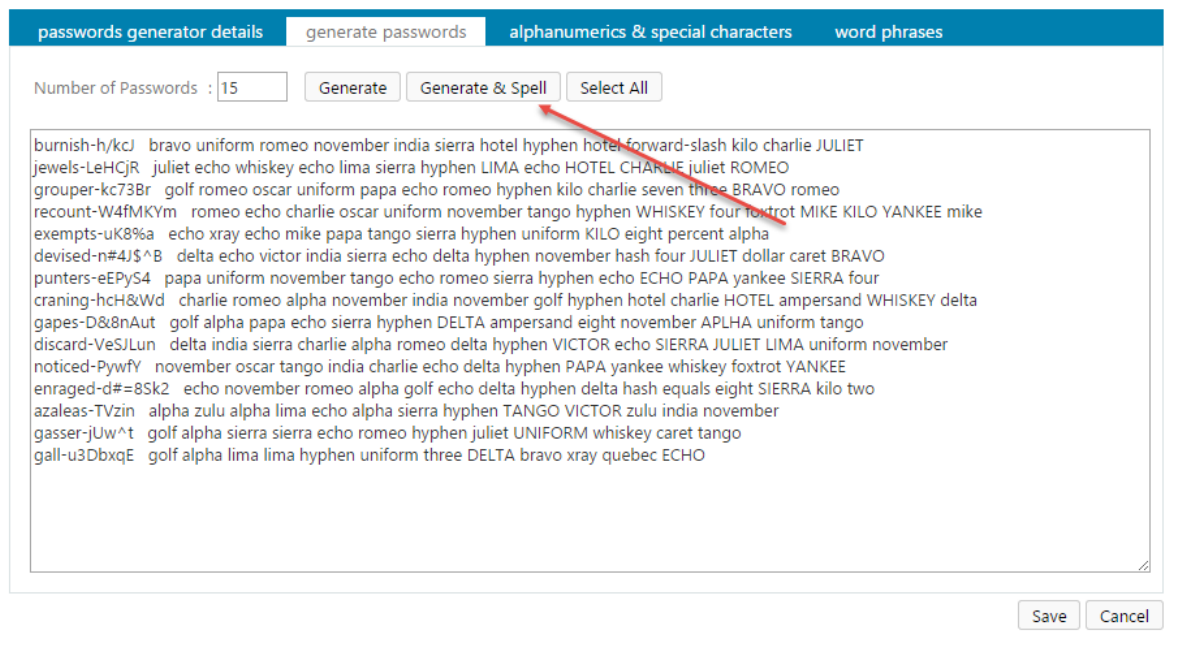 passwords generator details generate passwords alphanumerics & special characters word phrases
Number of Passwords : 15 Generate Generate & Spell Select All
burnish-h/kcJ bravo uniform romeo november india sierra hotel hyphen hotel forward-slash kilo charlie JULIET
jewels-LeHCjR juliet echo whiskey echo lima sierra hyphen LIMA echo HOTEL CHARLIE juliet ROMEO
grouper-kc73Br golf romeo oscar uniform papa echo romeo hyphen kilo charlie seven three BRAVO romeo
recount-W4fMKYm romeo echo charlie oscar uniform november tango hyphen WHISKEY four foxtrot MIKE KILO YANKEE mike
exempts-uK8%a echo xray echo mike papa tango sierra hyphen uniform KILO eight percent alpha
devised-n#4J$^B delta echo victor india sierra echo delta hyphen november hash four JULIET dollar caret BRAVO
punters-eEPyS4 papa uniform november tango echo romeo sierra hyphen echo ECHO PAPA yankee SIERRA four
craning-hcH&Wd charlie romeo alpha november india november golf hyphen hotel charlie HOTEL ampersand WHISKEY delta
gapes-D&8nAut golf alpha papa echo sierra hyphen DELTA ampersand eight november APLHA uniform tango
discard-VeSJLun delta india sierra charlie alpha romeo delta hyphen VICTOR echo SIERRA JULIET LIMA uniform november
noticed-PywfY november oscar tango india charlie echo delta hyphen PAPA yankee whiskey foxtrot YANKEE
enraged-d#=8Sk2 echo november romeo alpha golf echo delta hyphen delta hash equals eight SIERRA kilo two
azaleas-TVzin alpha zulu alpha lima echo alpha sierra hyphen TANGO VICTOR zulu india november
gasser-jUw^t golf alpha sierra sierra echo romeo hyphen juliet UNIFORM whiskey caret tango
gall-u3DbxqE golf alpha lima lima hyphen uniform three DELTA bravo xray quebec ECHO
Save Cancel